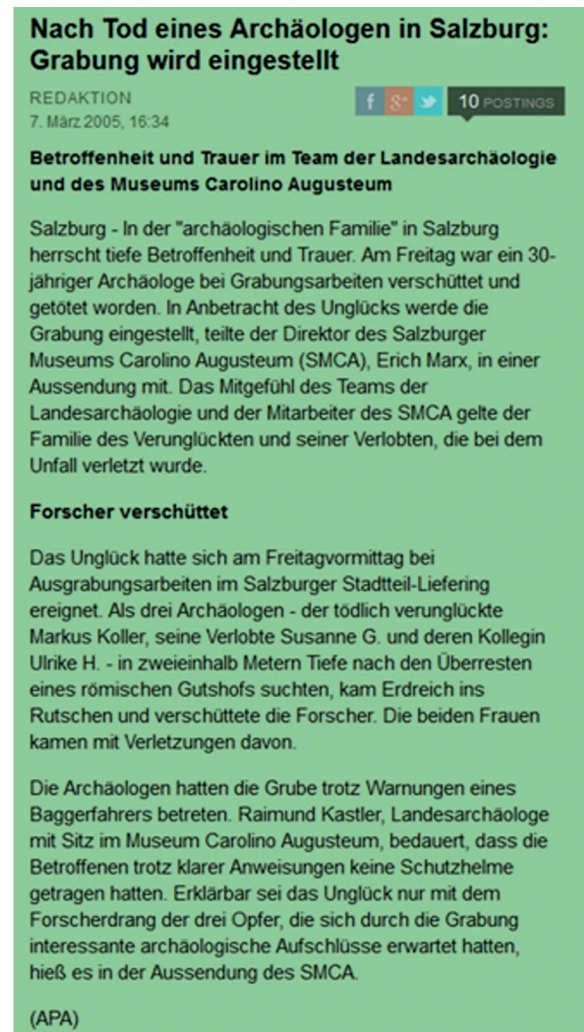 Nach Tod eines Archäologen in Salzburg:
Grabung wird eingestellt
REDAKTION
7. März 2005, 16:34
f g+ 10 POSTINGS
Betroffenheit und Trauer im Team der Landesarchäologie
und des Museums Carolino Augusteum
Salzburg - In der "archäologischen Familie" in Salzburg
herrscht tiefe Betroffenheit und Trauer. Am Freitag war ein 30-
jähriger Archäologe bei Grabungsarbeiten verschüttet und
getötet worden. In Anbetracht des Unglücks werde die
Grabung eingestellt, teilte der Direktor des Salzburger
Museums Carolino Augusteum (SMCA), Erich Marx, in einer
Aussendung mit. Das Mitgefühl des Teams der
Landesarchäologie und der Mitarbeiter des SMCA gelte der
Familie des Verunglückten und seiner Verlobten, die bei dem
Unfall verletzt wurde.
Forscher verschüttet
Das Unglück hatte sich am Freitagvormittag bei
Ausgrabungsarbeiten im Salzburger Stadtteil-Liefering
ereignet. Als drei Archäologen - der tödlich verunglückte
Markus Koller, seine Verlobte Susanne G. und deren Kollegin
Ulrike H. - in zweieinhalb Metern Tiefe nach den Überresten
eines römischen Gutshofs suchten, kam Erdreich ins
Rutschen und verschüttete die Forscher. Die beiden Frauen
kamen mit Verletzungen davon.
Die Archäologen hatten die Grube trotz Warnungen eines
Baggerfahrers betreten. Raimund Kastler, Landesarchäologe
mit Sitz im Museum Carolino Augusteum, bedauert, dass die
Betroffenen trotz klarer Anweisungen keine Schutzhelme
getragen hatten. Erklärbar sei das Unglück nur mit dem
Forscherdrang der drei Opfer, die sich durch die Grabung
interessante archäologische Aufschlüsse erwartet hatten,
hieß es in der Aussendung des SMCA.
(APA)